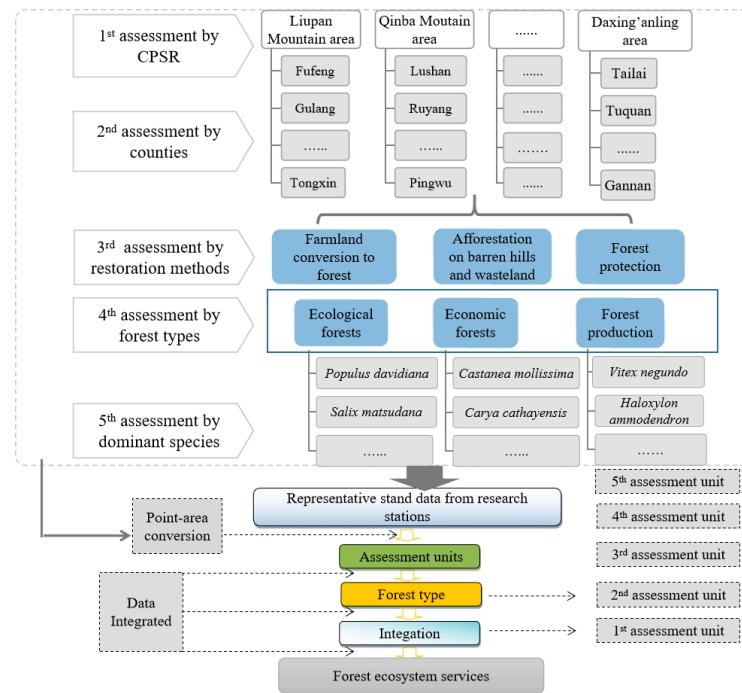 1st assessment by
CPSR
Liupan
Mountain area
Qinba Moutain
area
......
Daxing'anling
area
Fufeng
Lushan
......
Tailai
Gulang
Ruyang
......
Tuquan
2nd assessment by
counties
…...
…...
…….
......
Tongxin
Pingwu
......
Gannan
3rd assessment by
restoration methods
Farmland
conversion to
forest
Afforestation
on barren hills
and wasteland
Forest
protection
4th assessment by
forest types
Ecological
forests
Economic
forests
Forest
production
Populus davidiana
Castanea mollissima
Vitex negundo
Salix matsudana
Carya cathayensis
Haloxylon
ammodendron
5th assessment by
dominant species
…...
…...
……
5th assessment unit
Representative stand data from research
stations
4th assessment unit
Point-area
conversion
Assessment units
3rd assessment unit
Data
Integrated
Forest type
2nd assessment unit
Integation
1st assessment unit
Forest ecosystem services